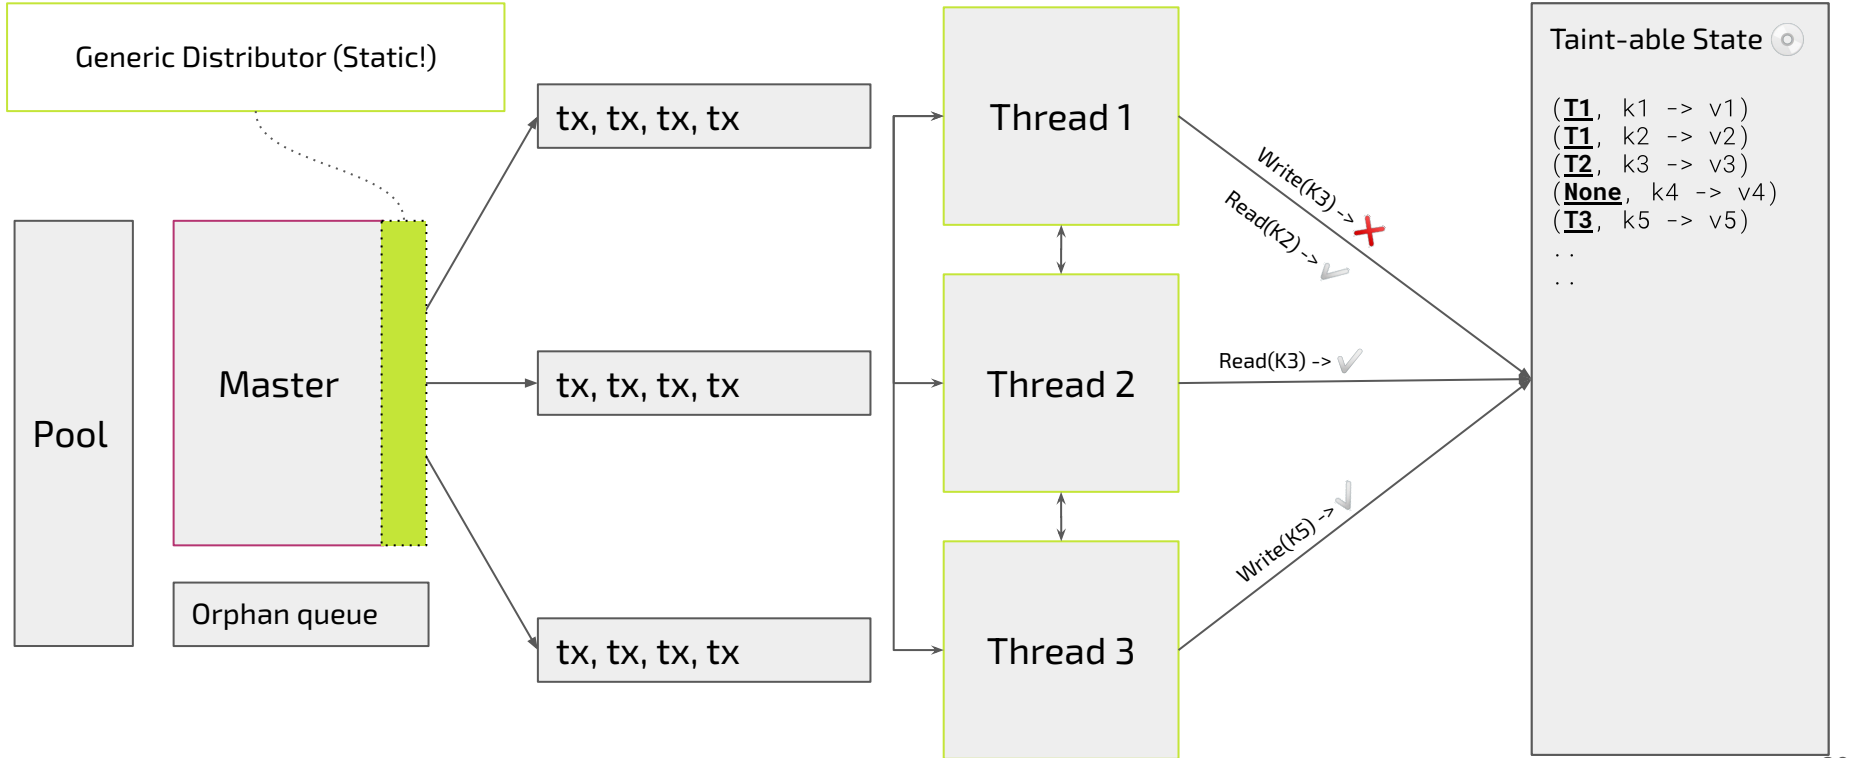 Generic Distributor (Static!)
Pool
Master
Orphan queue
tx, tx, tx, tx
tx, tx, tx, tx
tx, tx, tx, tx
Thread 1
Thread 2
Thread 3
Write(K3) ->
Read(K2) ->
Read(K3) ->
Write(K5) ->
Taint-able State
(T1, k1 -> v1)
(T1, k2 -> v2)
(T2, k3 -> v3)
(None, k4 -> v4)
(T3, k5 -> v5)
..
..